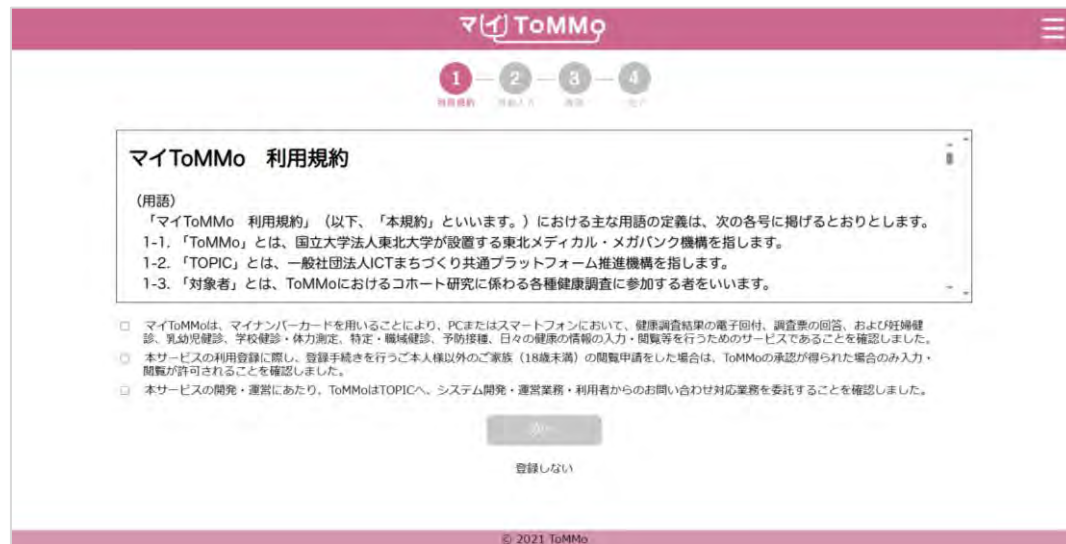 マイToMMo
1 2 3 4
利用規約
マイToMMo 利用規約
(用語)
「マイToMMo 利用規約」(以下、「本規約」といいます。)における主な用語の定義は、次の各号に掲げるとおりとします。
1-1. 「ToMMo」とは、国立大学法人東北大学が設置する東北メディカル・メガバンク機構を指します。
1-2. 「TOPIC」とは、一般社団法人ICTまちづくり共通プラットフォーム推進機構を指します。
1-3. 「対象者」とは、ToMMoにおけるコホート研究に係わる各種健康調査に参加する者をいいます。
マイToMMoは、マイナンバーカードを用いることにより、PCまたはスマートフォンにおいて、健康調査結果の電子回付、調査票の回答、および妊婦健
診、乳幼児健診、学校健診・体力測定、特定・職域健診、予防接種、日々の健康の情報の入力・閲覧等を行うためのサービスであることを確認しました。
本サービスの利用登録に際し、登録手続きを行うご本人様以外のご家族(18歳未満)の閲覧申請をした場合は、ToMMoの承認が得られた場合のみ入力・
閲覧が許可されることを確認しました。
本サービスの開発・運営にあたり、ToMMoはTOPICへ、システム開発・運営業務・利用者からのお問い合わせ対応業務を委託することを確認しました。
登録しない
© 2021 ToMMo